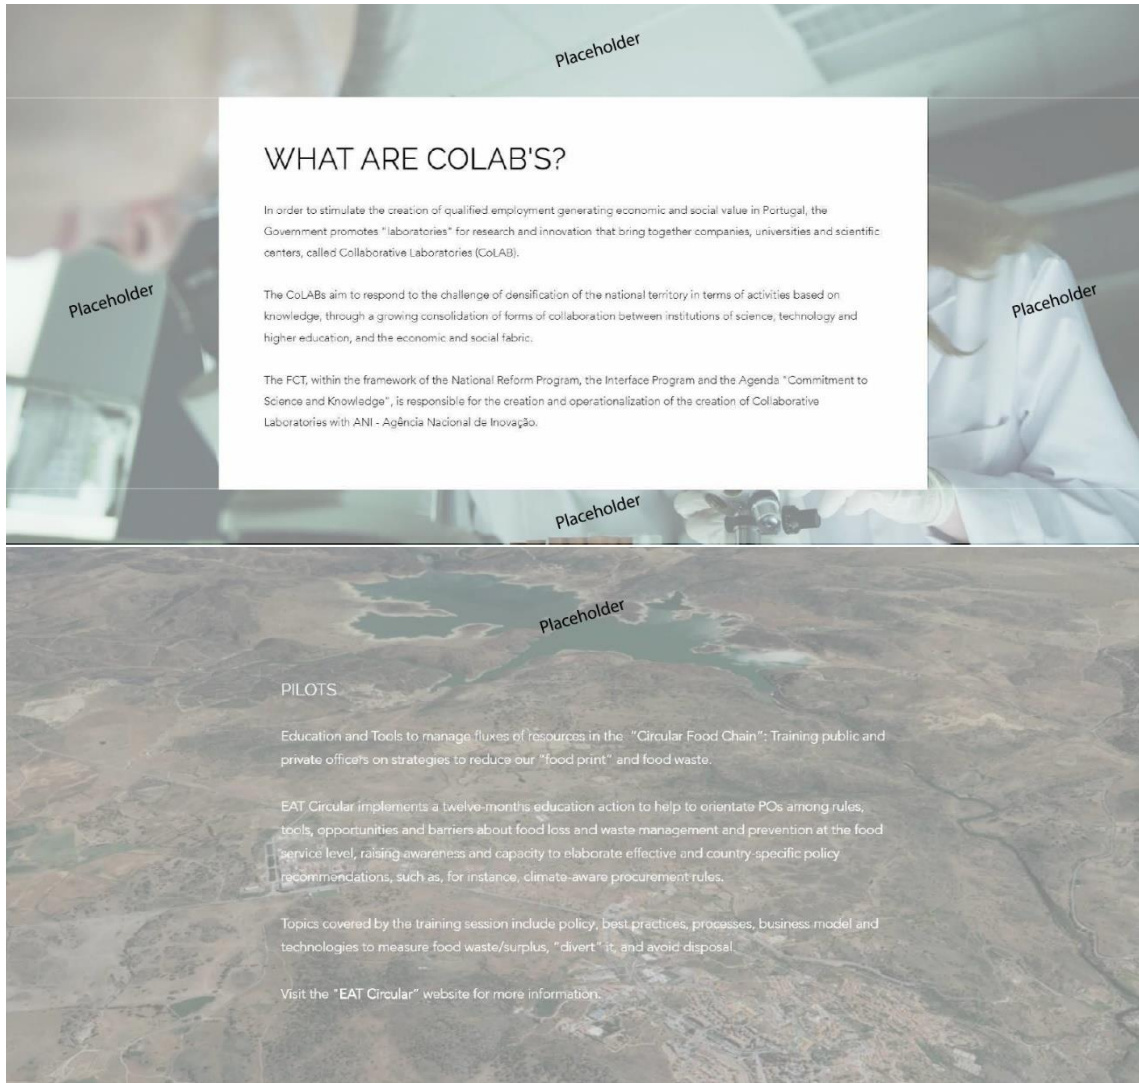 Placeholder
WHAT ARE COLAB'S?
In order to stimulate the creation of qualified employment generating economic and social value in Portugal, the
Government promotes "laboratories" for research and innovation that bring together companies, universities and scientific
centers, called Collaborative Laboratories (CoLAB).
The CoLABs aim to respond to the challenge of densification of the national territory in terms of activities based on
knowledge, through a growing consolidation of forms of collaboration between institutions of science, technology and
higher education, and the economic and social fabric.
Placeholder
Placeholder
The FCT, within the framework of the National Reform Program, the Interface Program and the Agenda "Commitment to
Science and Knowledge", is responsible for the creation and operationalization of the creation of Collaborative
Laboratories with ANI - Agência Nacional de Inovação.
Placeholder
Placeholder
PILOTS
Education and Tools to manage fluxes of resources in the "Circular Food Chain": Training public and
private officers on strategies to reduce our "food print" and food waste.
EAT Circular implements a twelve-months education action to help to orientate POs among rules,
tools, opportunities and barriers about food loss and waste management and prevention at the food
service level, raising awareness and capacity to elaborate effective and country-specific policy
recommendations, such as, for instance, climate-aware procurement rules.
Topics covered by the training session include policy, best practices, processes, business model and
technologies to measure food waste/surplus, "divert" it, and avoid disposal.
Visit the "EAT Circular" website for more information.